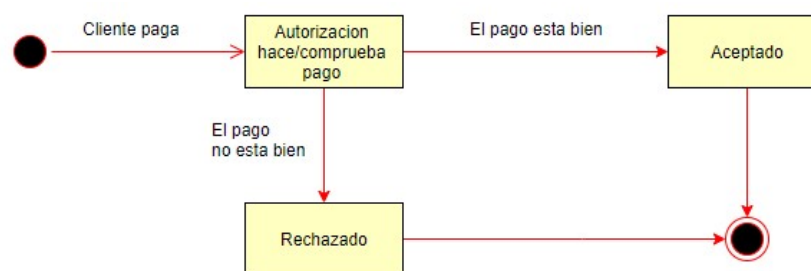 Cliente paga
Autorizacion
hace/comprueba
pago
El pago esta bien
Aceptado
El pago
no esta bien
Rechazado